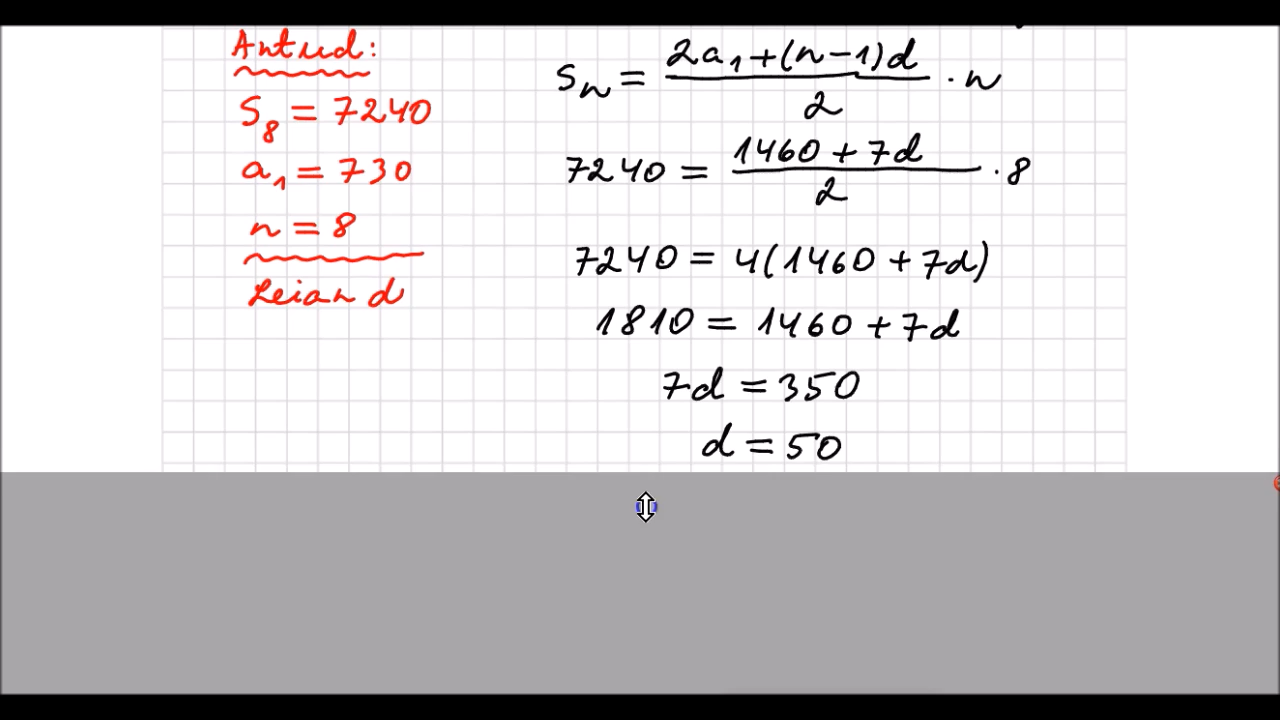 Antud:
S₈ = 7240
a₁ = 730
n = 8
Leian d
Sₙ = (2a₁+(n−1)d)/2 · n
7240 = (1460 + 7d)/2 · 8
7240 = 4(1460 + 7d)
1810 = 1460 + 7d
7d = 350
d = 50